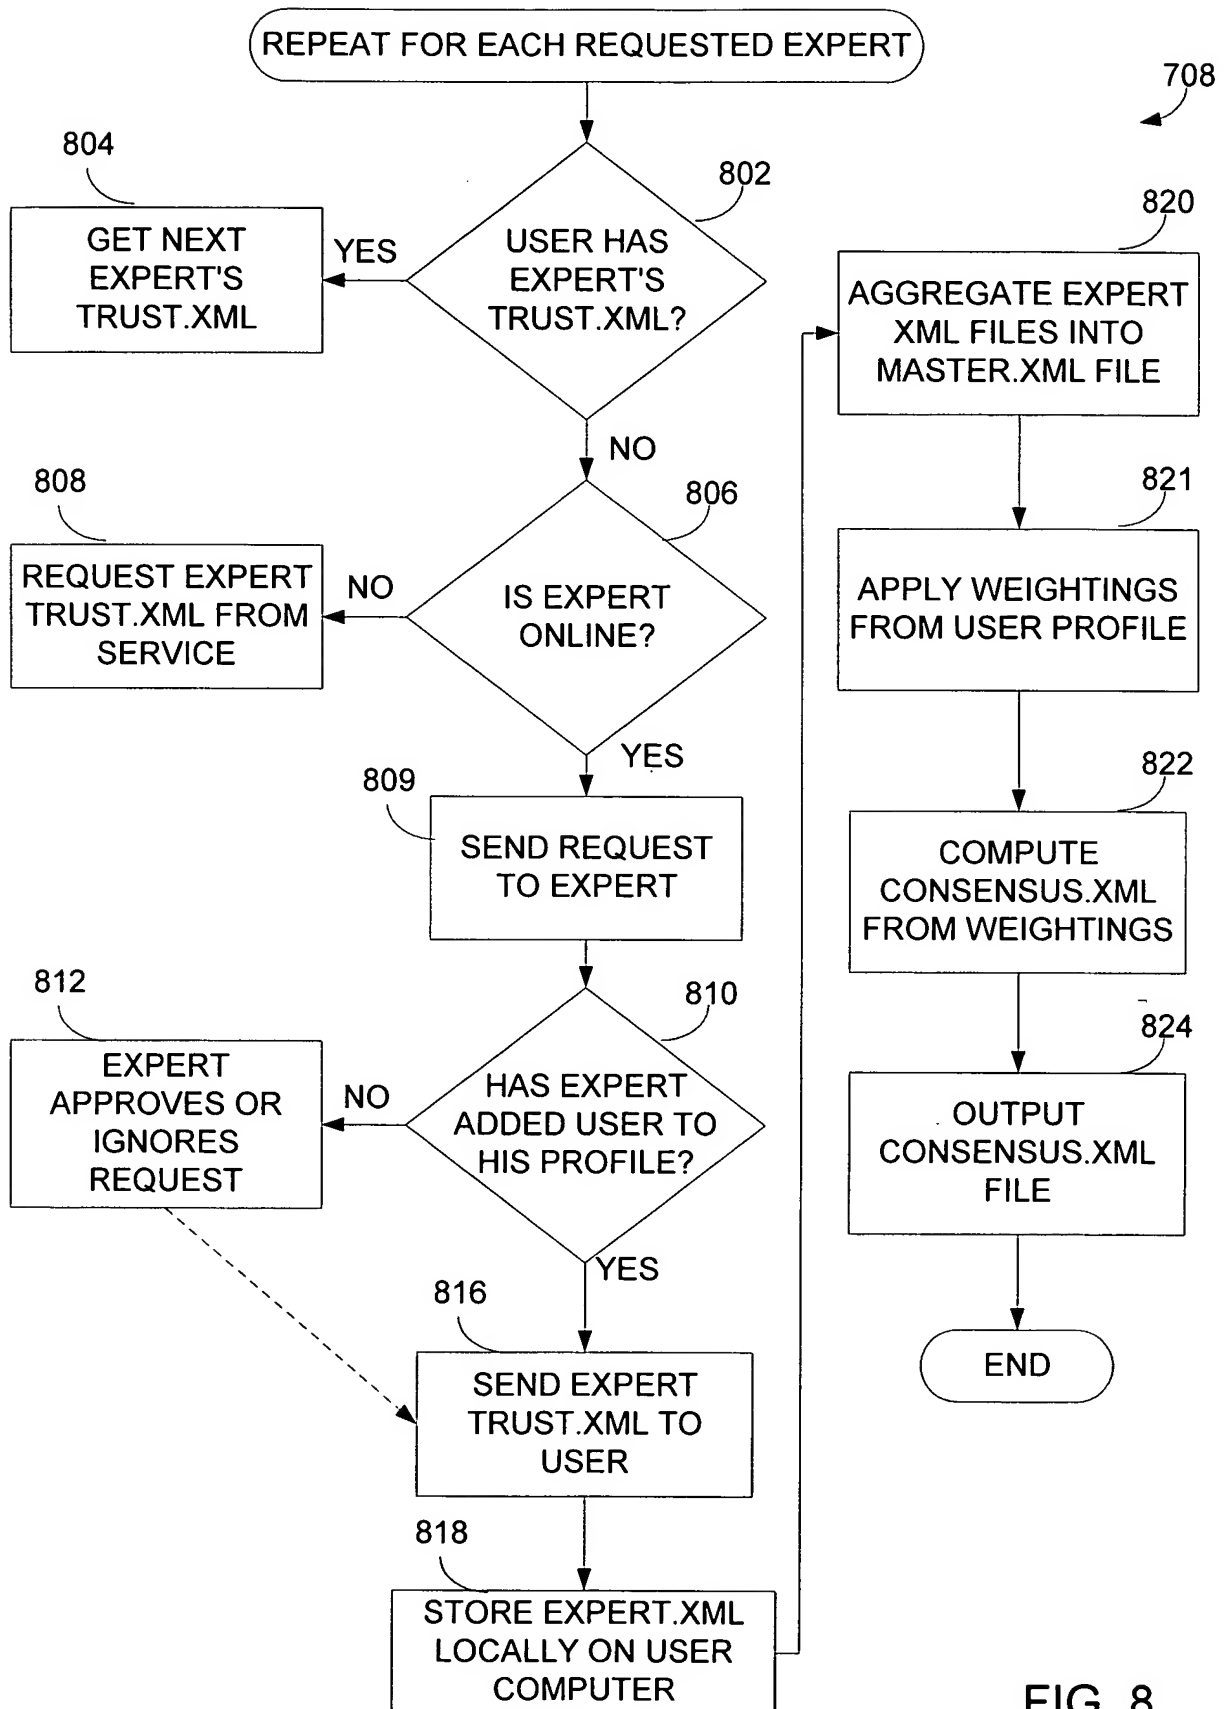 REPEAT FOR EACH REQUESTED EXPERT
708
804
802
GET NEXT
EXPERT'S
TRUST.XML
YES
USER HAS
EXPERT'S
TRUST.XML?
NO
808
806
REQUEST EXPERT
TRUST.XML FROM
SERVICE
NO
IS EXPERT
ONLINE?
YES
809
SEND REQUEST
TO EXPERT
812
810
EXPERT
APPROVES OR
IGNORES
REQUEST
NO
HAS EXPERT
ADDED USER TO
HIS PROFILE?
YES
816
SEND EXPERT
TRUST.XML TO
USER
818
STORE EXPERT.XML
LOCALLY ON USER
COMPUTER
820
AGGREGATE EXPERT
XML FILES INTO
MASTER.XML FILE
821
APPLY WEIGHTINGS
FROM USER PROFILE
822
COMPUTE
CONSENSUS.XML
FROM WEIGHTINGS
824
OUTPUT
CONSENSUS.XML
FILE
END
FIG. 8